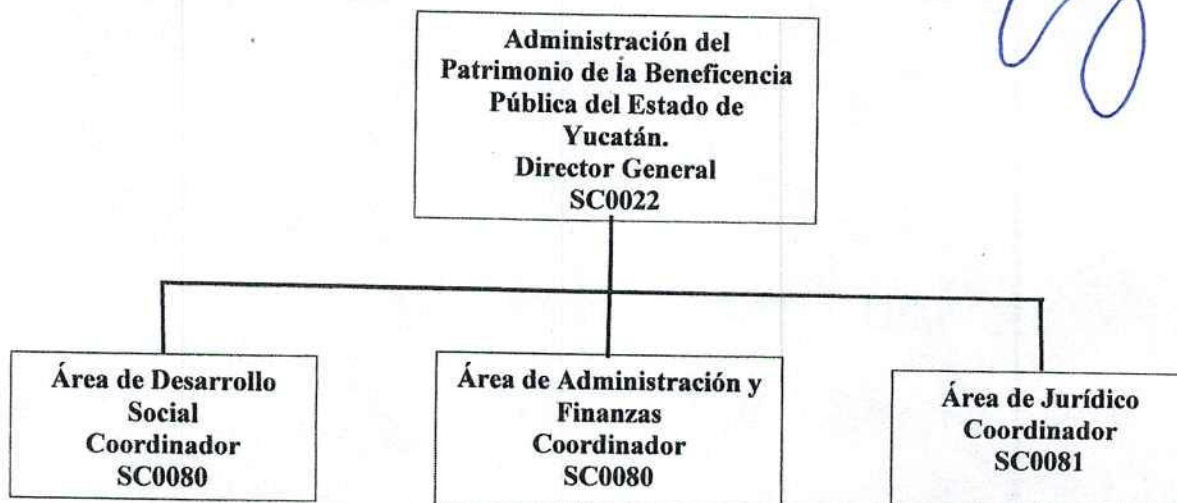 Administración del
Patrimonio de la Beneficencia
Pública del Estado de
Yucatán.
Director General
SC0022
Área de Desarrollo
Social
Coordinador
SC0080
Área de Administración y
Finanzas
Coordinador
SC0080
Área de Jurídico
Coordinador
SC0081